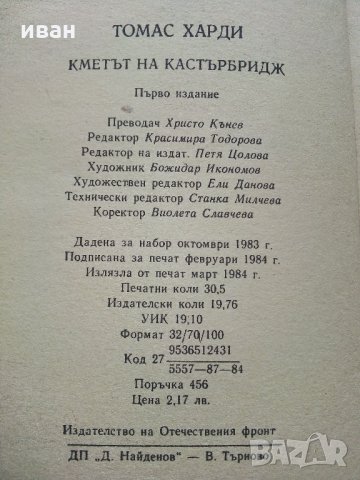 иван
ТОМАС ХАРДИ
КМЕТЪТ НА КАСТЪРБРИДЖ
Първо издание
Преводач Христо Кънев
Редактор Красимира Тодорова
Редактор на издат. Петя Цолова
Художник Божидар Икономов
Художествен редактор Ели Данова
Технически редактор Станка Милчева
Коректор Виолета Славчева
Дадена за набор октомври 1983 г.
Подписана за печат февруари 1984 г.
Излязла от печат март 1984 г.
Печатни коли 30,5
Издателски коли 19,76
УИК 19,10
Формат 32/70/100
9536512431
Код 27
5557—87—84
Поръчка 456
Цена 2,17 лв.
Издателство на Отечествения фронт
ДП „Д. Найденов" — В. Търново
BAZAR.BG